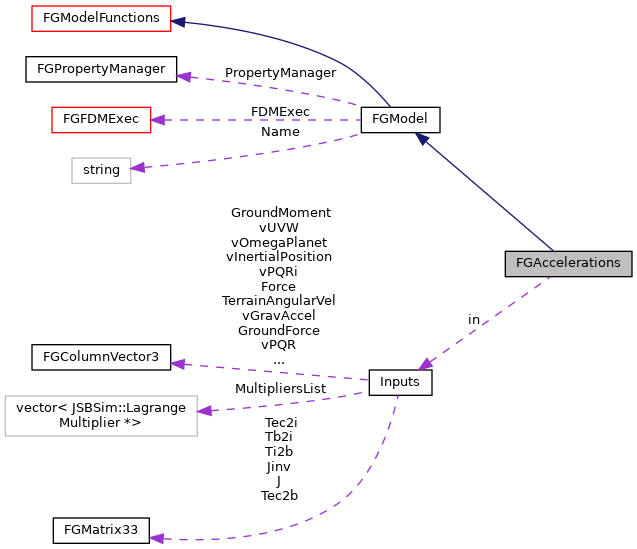 FGModelFunctions
FGPropertyManager
PropertyManager
FGFDMExec
FDMExec
FGModel
Name
string
GroundMoment
vUVW
vOmegaPlanet
vInertialPosition
vPQRi
Force
TerrainAngularVel
vGravAccel
GroundForce
vPQR
...
FGAccelerations
in
FGColumnVector3
Inputs
MultipliersList
vector< JSBSim::Lagrange
Multiplier *>
Tec2i
Tb2i
Ti2b
Jinv
J
Tec2b
FGMatrix33